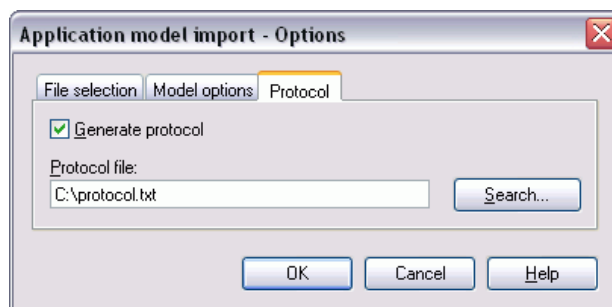 Application model import - Options
File selection Model options Protocol
Generate protocol
Protocol file:
C:\protocol.txt Search...
OK Cancel Help